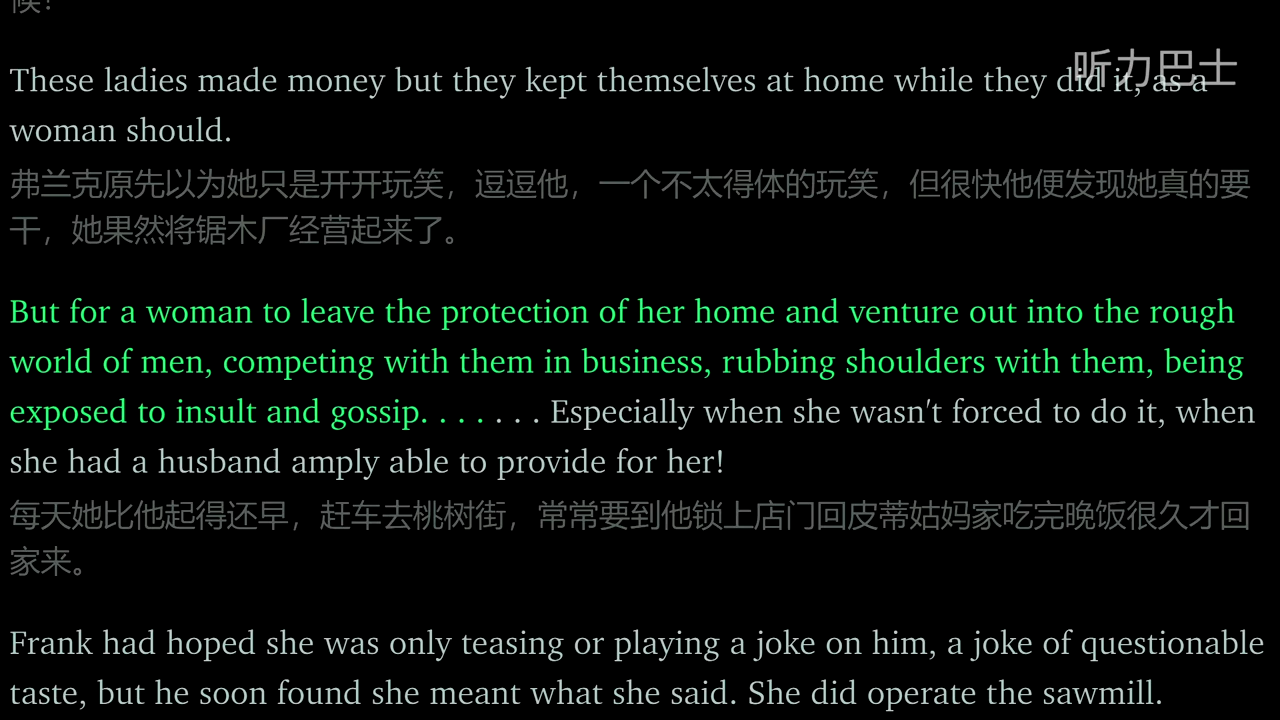 候！
These ladies made money but they kept themselves at home while they did it, as a
听力巴士
woman should.
弗兰克原先以为她只是开开玩笑，逗逗他，一个不太得体的玩笑，但很快他便发现她真的要
干，她果然将锯木厂经营起来了。
But for a woman to leave the protection of her home and venture out into the rough
world of men, competing with them in business, rubbing shoulders with them, being
exposed to insult and gossip. . . . . . . Especially when she wasn't forced to do it, when
she had a husband amply able to provide for her!
每天她比他起得还早，赶车去桃树街，常常要到他锁上店门回皮蒂姑妈家吃完晚饭很久才回
家来。
Frank had hoped she was only teasing or playing a joke on him, a joke of questionable
taste, but he soon found she meant what she said. She did operate the sawmill.